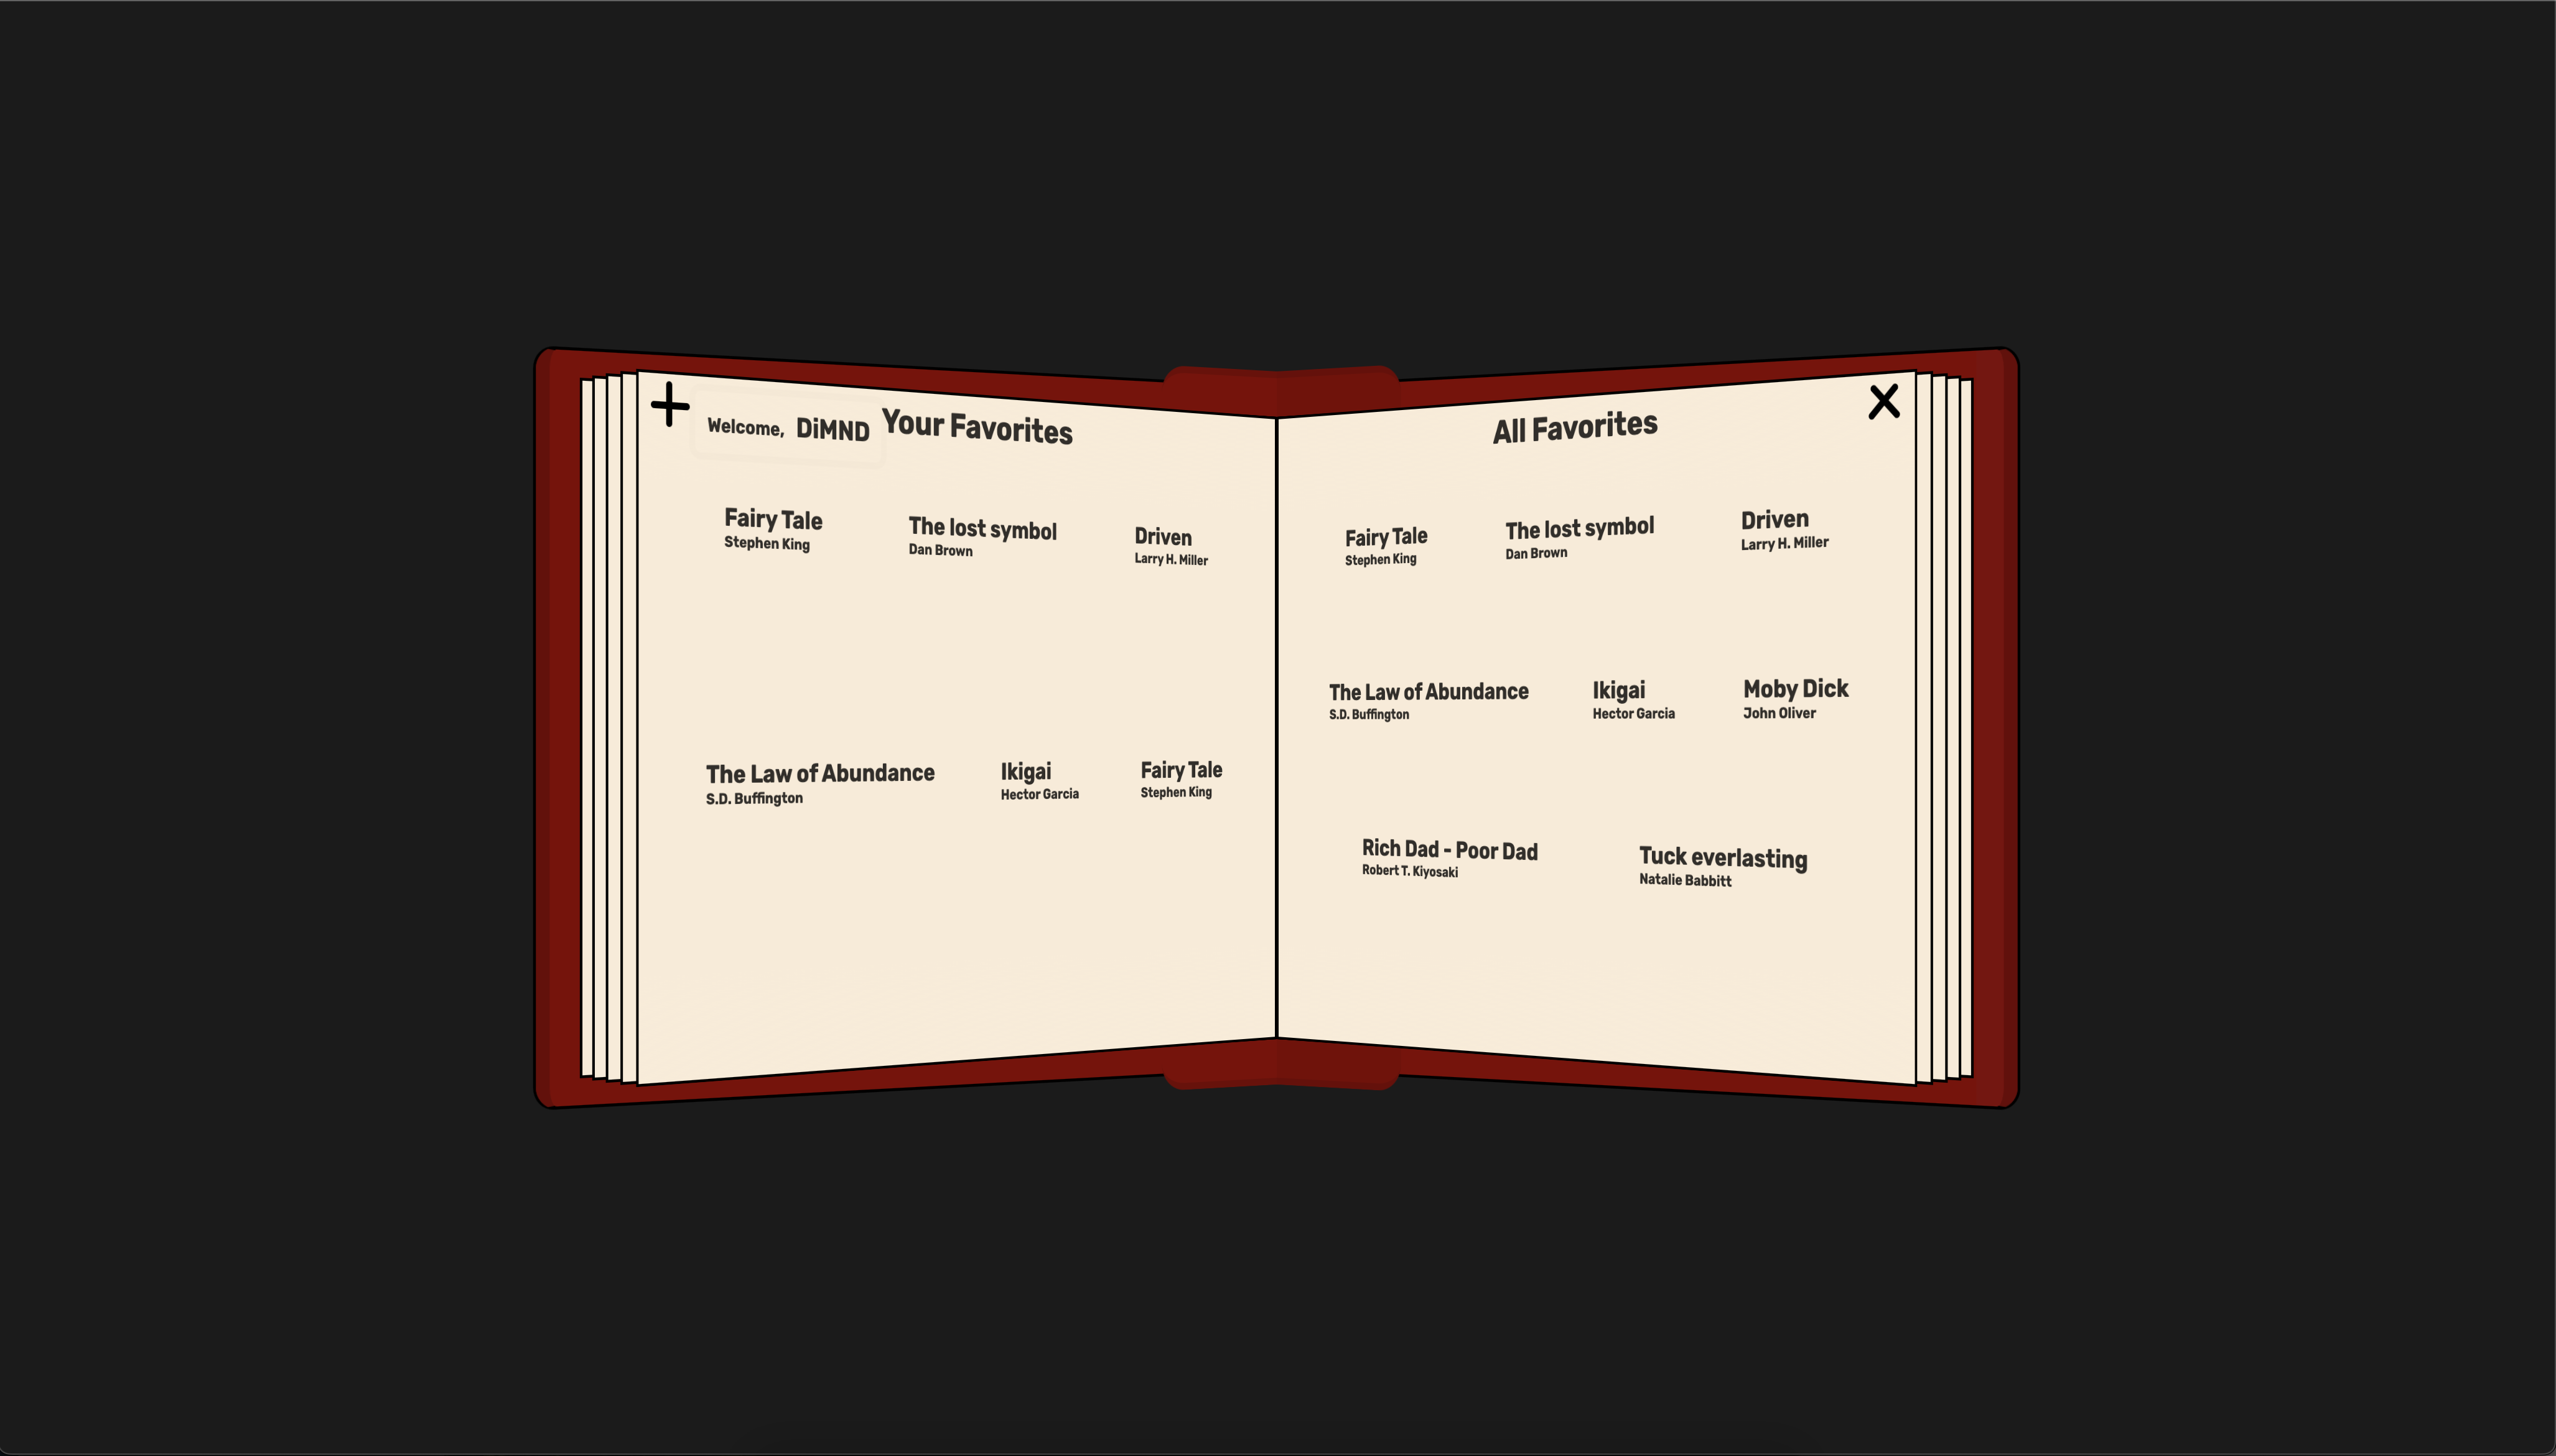 Welcome, DiMND
Your Favorites
Fairy Tale
Stephen King
The lost symbol
Dan Brown
Driven
Larry H. Miller
The Law of Abundance
S.D. Buffington
Ikigai
Hector Garcia
Fairy Tale
Stephen King
All Favorites
Fairy Tale
Stephen King
The lost symbol
Dan Brown
Driven
Larry H. Miller
The Law of Abundance
S.D. Buffington
Ikigai
Hector Garcia
Moby Dick
John Oliver
Rich Dad - Poor Dad
Robert T. Kiyosaki
Tuck everlasting
Natalie Babbitt